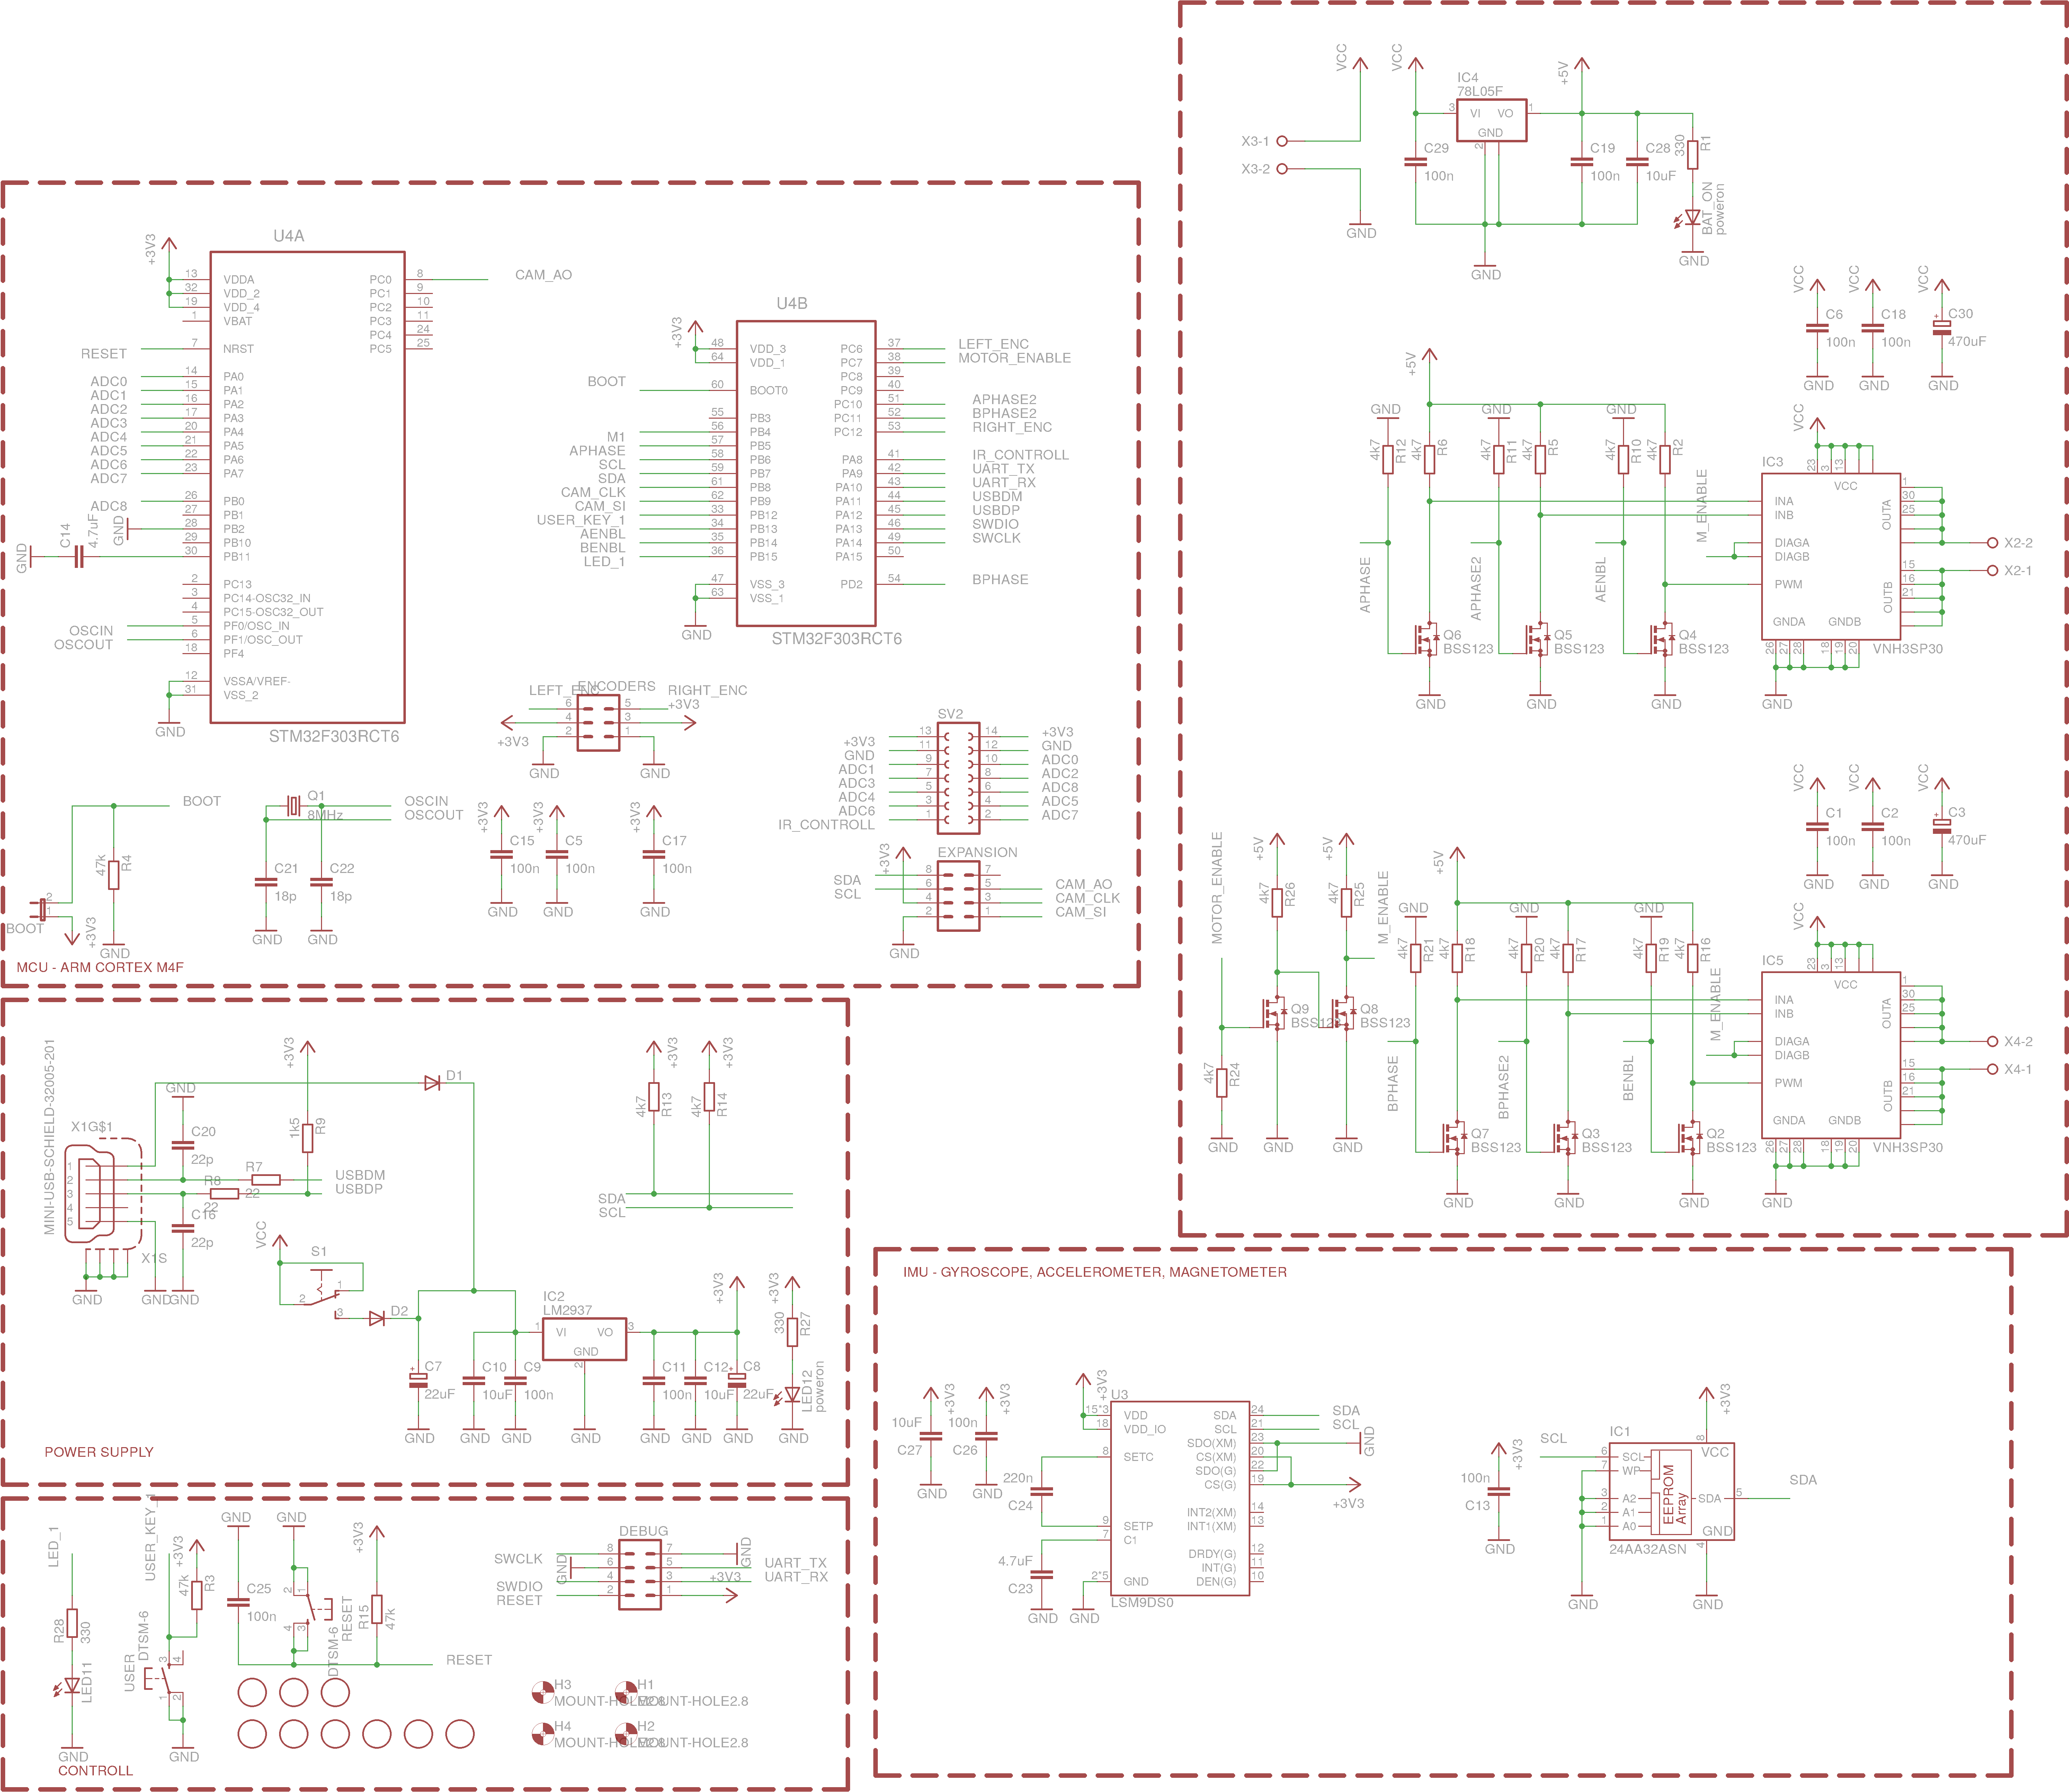 U4A
+3V3
13 VDDA
32 VDD_2
19 VDD_4
1 VBAT
RESET 7 NRST
ADC0 14 PA0
ADC1 15 PA1
ADC2 16 PA2
ADC3 17 PA3
ADC4 20 PA4
ADC5 21 PA5
ADC6 22 PA6
ADC7 23 PA7
ADC8 26 PB0
27 PB1
GND 28 PB2
29 PB10
GND C14 4.7uF 30 PB11
2 PC13
3 PC14-OSC32_IN
4 PC15-OSC32_OUT
OSCIN 5 PF0/OSC_IN
OSCOUT 6 PF1/OSC_OUT
18 PF4
12 VSSA/VREF-
31 VSS_2
GND
PC0 8 CAM_AO
PC1 9
PC2 10
PC3 11
PC4 24
PC5 25
STM32F303RCT6
U4B
+3V3
48 VDD_3
64 VDD_1
BOOT 60 BOOT0
55 PB3
M1 56 PB4
APHASE 57 PB5
SCL 58 PB6
SDA 59 PB7
CAM_CLK 61 PB8
CAM_SI 62 PB9
USER_KEY_1 33 PB12
AENBL 34 PB13
BENBL 35 PB14
LED_1 36 PB15
47 VSS_3
63 VSS_1
GND
PC6 37 LEFT_ENC
PC7 38 MOTOR_ENABLE
PC8 39
PC9 40
PC10 51 APHASE2
PC11 52 BPHASE2
PC12 53 RIGHT_ENC
PA8 41 IR_CONTROLL
PA9 42 UART_TX
PA10 43 UART_RX
PA11 44 USBDM
PA12 45 USBDP
PA13 46 SWDIO
PA14 49 SWCLK
PA15 50
PD2 54 BPHASE
STM32F303RCT6
LEFT_ENC ENCODERS RIGHT_ENC
6 5 +3V3
4 3
+3V3 2 1
GND GND
SV2
+3V3 13 14 +3V3
GND 11 12 GND
ADC1 9 10 ADC0
ADC3 7 8 ADC2
ADC4 5 6 ADC8
ADC6 3 4 ADC5
IR_CONTROLL 1 2 ADC7
EXPANSION
+3V3
SDA 8 7
SCL 6 5 CAM_AO
4 3 CAM_CLK
2 1 CAM_SI
GND
BOOT
47k R4
2
1
BOOT +3V3 GND
Q1 8MHz
OSCIN
OSCOUT
C21 18p C22 18p
GND GND
+3V3 +3V3 +3V3
C15 100n C5 100n C17 100n
GND GND GND
MCU - ARM CORTEX M4F
VCC VCC +5V
IC4
78L05F
3 VI VO 1
GND
2
X3-1
X3-2
C29 100n
C19 100n
C28 10uF
330 R1
BAT_ON poweron
GND GND GND
VCC VCC VCC
C6 100n C18 100n C30 470uF
GND GND GND
+5V VCC
GND GND GND
4k7 R12 4k7 R6 4k7 R11 4k7 R5 4k7 R10 4k7 R2
M_ENABLE
APHASE APHASE2 AENBL
Q6 BSS123 Q5 BSS123 Q4 BSS123
GND GND GND GND
IC3
23 3 13
VCC
INA OUTA 1
INB 30
25
DIAGA X2-2
DIAGB 15 X2-1
PWM OUTB 16
21
GNDA GNDB
26 27 28 18 19 20
VNH3SP30
VCC VCC VCC
C1 100n C2 100n C3 470uF
GND GND GND
MOTOR_ENABLE +5V +5V M_ENABLE +5V VCC
4k7 R26 4k7 R25
4k7 R24
Q9 BSS123 Q8 BSS123
GND GND GND
GND GND GND
4k7 R21 4k7 R18 4k7 R20 4k7 R17 4k7 R19 4k7 R16
M_ENABLE
BPHASE BPHASE2 BENBL
Q7 BSS123 Q3 BSS123 Q2 BSS123
GND GND GND GND
IC5
23 3 13
VCC
INA OUTA 1
INB 30
25
DIAGA X4-2
DIAGB 15 X4-1
PWM OUTB 16
21
GNDA GNDB
26 27 28 18 19 20
VNH3SP30
MINI-USB-SCHIELD-32005-201
X1G$1
1
2
3
4
5
X1S
GND GND GND GND
C20 22p
C16 22p
+3V3
1k5 R9
D1
R7 22 USBDM
R8 22 USBDP
+3V3 +3V3
4k7 R13 4k7 R14
SDA
SCL
VCC S1
1
2
3
D2
IC2
LM2937
1 VI VO 3
GND
2
+3V3 +3V3
C7 22uF
C10 10uF
C9 100n
C11 100n
C12 10uF
C8 22uF
330 R27
LED12 poweron
GND GND GND GND GND GND GND GND
POWER SUPPLY
LED_1
USER_KEY_1
+3V3
47k R3
R28 330
LED11
USER DTSM-6
3 4
1 2
GND GND
GND GND +3V3
C25 100n
2 1
4 3
DTSM-6 RESET
R15 47k
RESET
DEBUG
SWCLK 8 7 GND
GND 6 5 UART_TX
SWDIO 4 3 UART_RX
RESET 2 1 +3V3
H3 MOUNT-HOLE2.8
H1 MOUNT-HOLE2.8
H4 MOUNT-HOLE2.8
H2 MOUNT-HOLE2.8
CONTROLL
IMU - GYROSCOPE, ACCELEROMETER, MAGNETOMETER
+3V3 +3V3 +3V3
10uF C27
100n C26
GND GND
U3
15*3 VDD
18 VDD_IO
8 SETC
220n C24
9 SETP
7 C1
4.7uF C23
2*5 GND
GND GND
SDA 24 SDA
SCL 21 SCL
SDO(XM) 23 GND
CS(XM) 20
SDO(G) 22
CS(G) 19 +3V3
INT2(XM) 14
INT1(XM) 13
DRDY(G) 12
INT(G) 11
DEN(G) 10
LSM9DS0
+3V3
100n C13
GND
+3V3
IC1
SCL 6 SCL
7 WP
3 A2
2 A1
1 A0
EEPROM Array
8 VCC
SDA 5 SDA
GND 4
24AA32ASN
GND GND